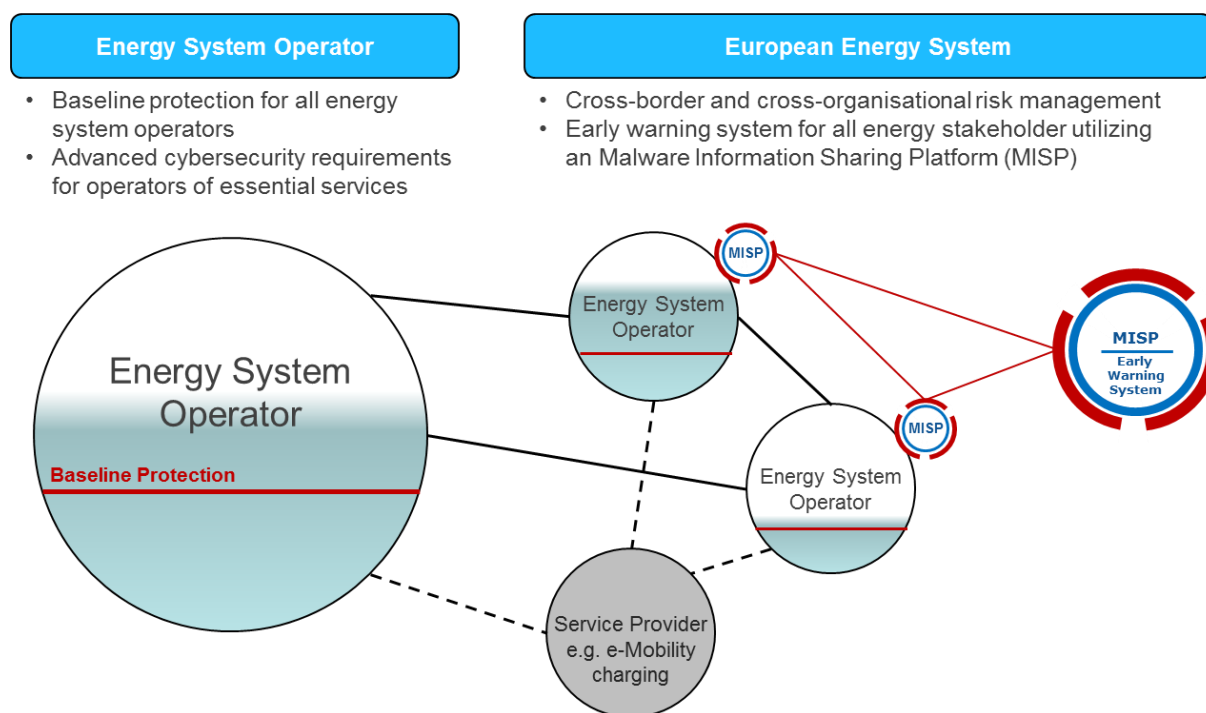 Energy System Operator
European Energy System
• Baseline protection for all energy
system operators
• Advanced cybersecurity requirements
for operators of essential services
• Cross-border and cross-organisational risk management
• Early warning system for all energy stakeholder utilizing
an Malware Information Sharing Platform (MISP)
MISP
Energy System
Operator
MISP
Early
Warning
System
Energy System
Operator
MISP
Baseline Protection
Energy System
Operator
Service Provider
e.g. e-Mobility
charging